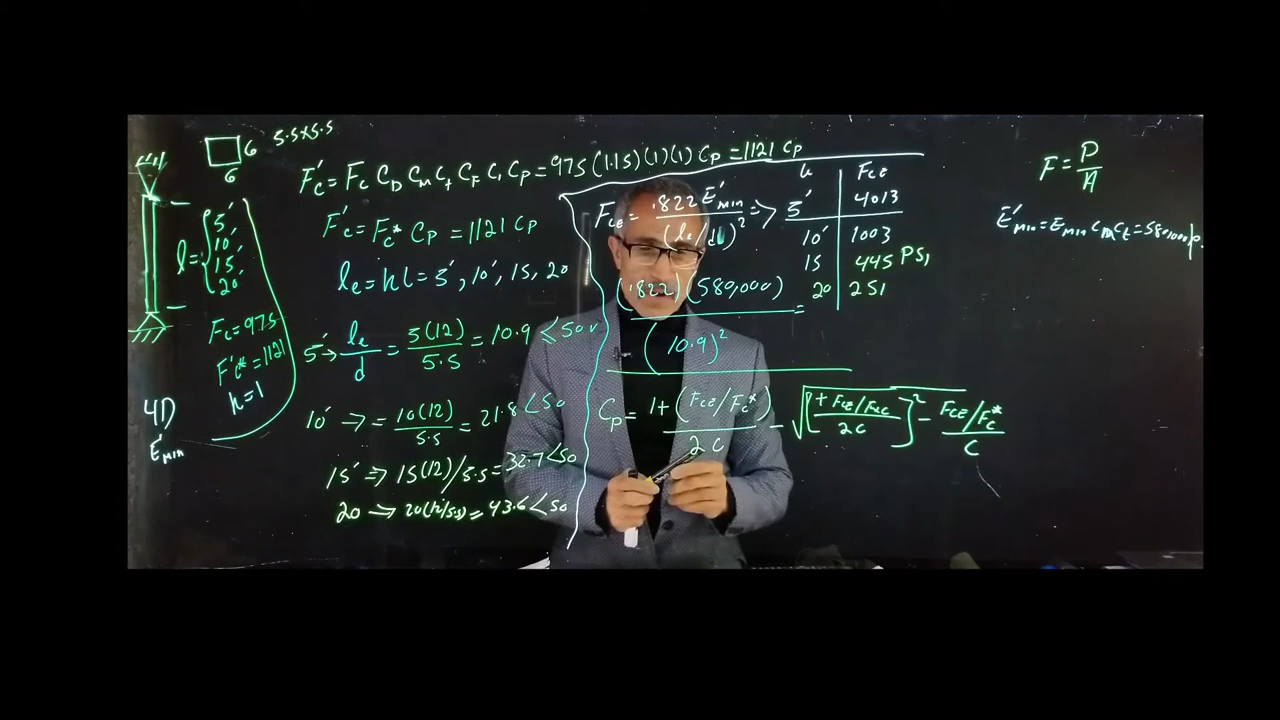 6
6
5.5x5.5
l = { 5' 10' 15' 20'
Fc = 975
F'c* = 1121
k=1
4D
E'min
F'c = Fc CD CM Ct CF Ci CP = 975 (1.15)(1)(1) CP = 1121 CP
F'c = Fc* CP = 1121 CP
le = kl = 5', 10', 15, 20
5' → le/d = 5(12)/5.5 = 10.9 ≤ 50 ✓
10' → = 10(12)/5.5 = 21.8 < 50
15' ⇒ 15(12)/5.5 = 32.7 < 50
20 → 20(12/5.5) = 43.6 < 50
FcE = .822 E'min / (le/d)² ⇒
(.822)(580,000) / (10.9)² =
FcE
5' 4013
10' 1003
15 445 PSi
20 251
Cp = 1+(FcE/Fc*) / 2c - √[1+FcE/Fc / 2c]² - FcE/Fc* / c
F = P/A
E'min = Emin CM Ct = 580,000 p.